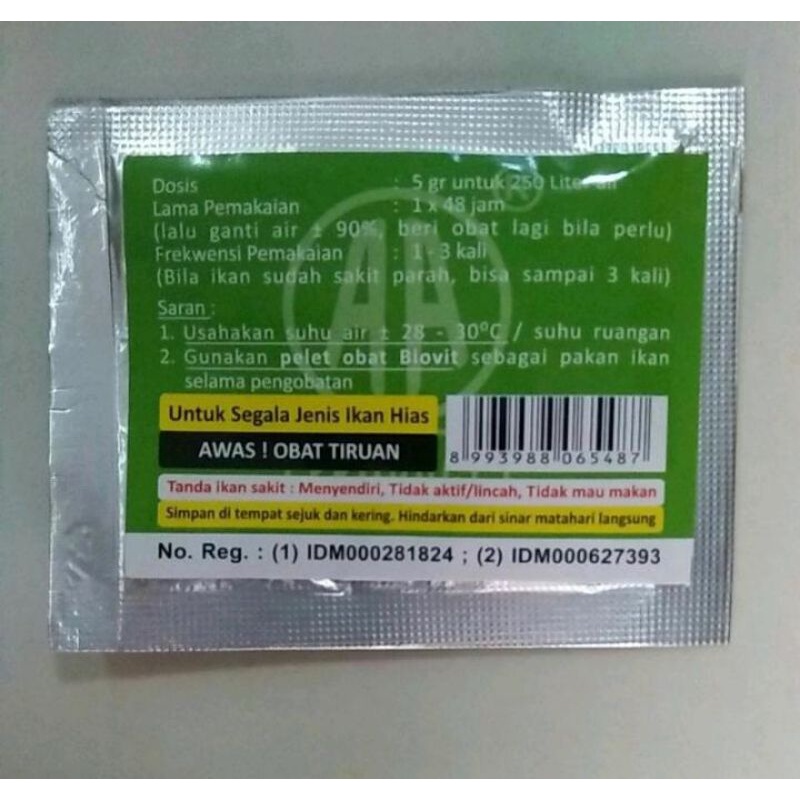 Dosis : 5 gr untuk 250 Liter air
Lama Pemakaian : 1 x 48 jam
(lalu ganti air ± 90%, beri obat lagi bila perlu)
Frekwensi Pemakaian : 1 - 3 kali
(Bila ikan sudah sakit parah, bisa sampai 3 kali)
Saran :
1. Usahakan suhu air ± 28 - 30⁰C / suhu ruangan
2. Gunakan pelet obat Biovit sebagai pakan ikan
selama pengobatan
Untuk Segala Jenis Ikan Hias
AWAS ! OBAT TIRUAN
8 993988 065487
Tanda ikan sakit : Menyendiri, Tidak aktif/lincah, Tidak mau makan
Simpan di tempat sejuk dan kering. Hindarkan dari sinar matahari langsung
No. Reg. : (1) IDM000281824 ; (2) IDM000627393
AA
®